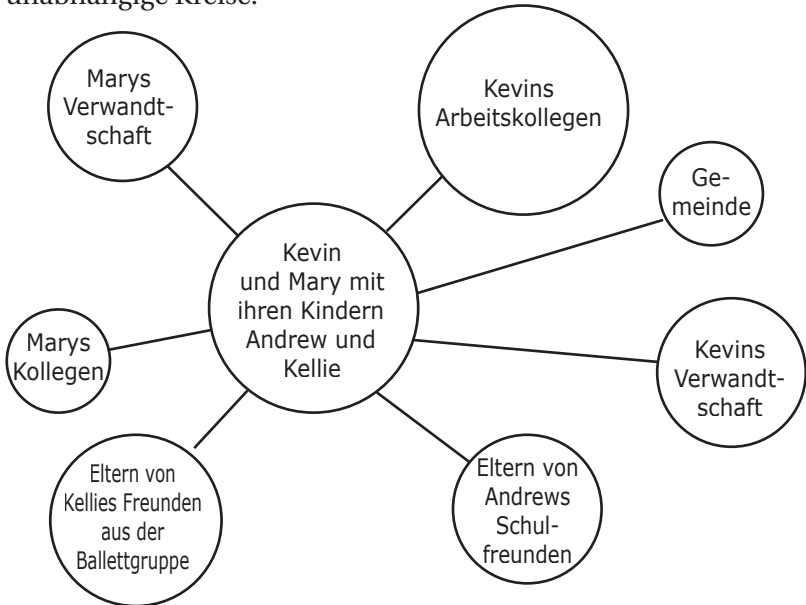 unabhängige Kreise.
Marys
Verwandt-
schaft
Kevins
Arbeitskollegen
Ge-
meinde
Kevin
und Mary mit
ihren Kindern
Andrew und
Kellie
Marys
Kollegen
Kevins
Verwandt-
schaft
Eltern von
Kellies Freunden
aus der
Ballettgruppe
Eltern von
Andrews
Schul-
freunden